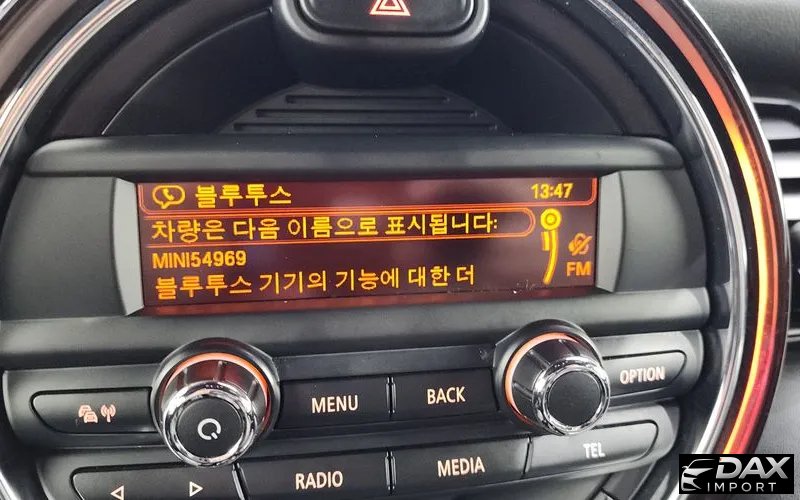 블루투스 13:47
차량은 다음 이름으로 표시됩니다:
MINI54969
블루투스 기기의 기능에 대한 더
FM
MENU BACK OPTION
RADIO MEDIA TEL
DAX
IMPORT